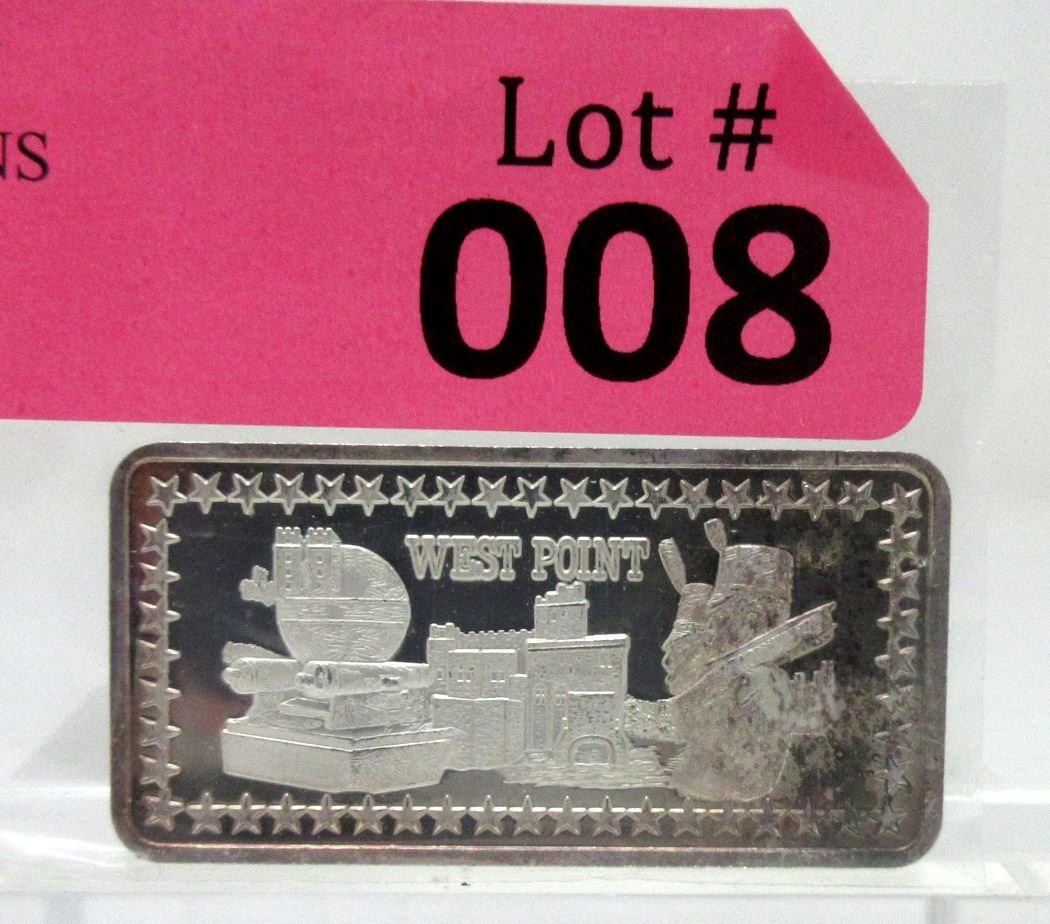 NS
Lot #
008
WEST POINT